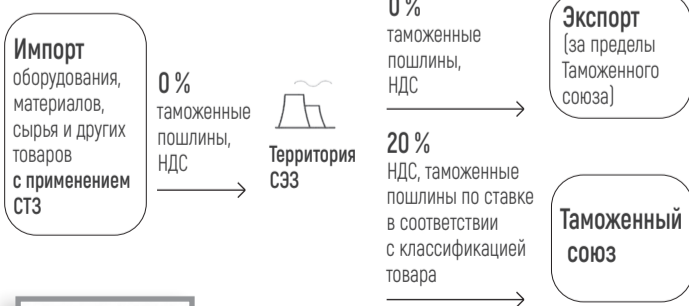 Импорт
оборудования,
материалов,
сырья и других
товаров
с применением
СТЗ
0 %
таможенные
пошлины,
НДС
Территория
СЭЗ
0 %
таможенные
пошлины,
НДС
Экспорт
(за пределы
Таможенного
союза)
20 %
НДС, таможенные
пошлины по ставке
в соответствии
с классификацией
товара
Таможенный
союз